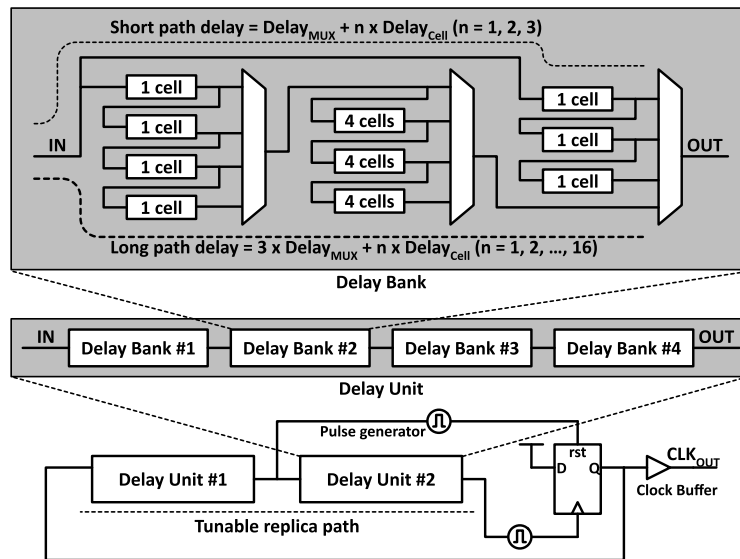 Short path delay = Delay_MUX + n x Delay_Cell (n = 1, 2, 3)
1 cell
1 cell
1 cell
1 cell
4 cells
4 cells
4 cells
1 cell
1 cell
1 cell
IN
OUT
Long path delay = 3 x Delay_MUX + n x Delay_Cell (n = 1, 2, ..., 16)
Delay Bank
IN
Delay Bank #1
Delay Bank #2
Delay Bank #3
Delay Bank #4
OUT
Delay Unit
Pulse generator
Delay Unit #1
Delay Unit #2
rst
D
Q
CLK_OUT
Clock Buffer
Tunable replica path